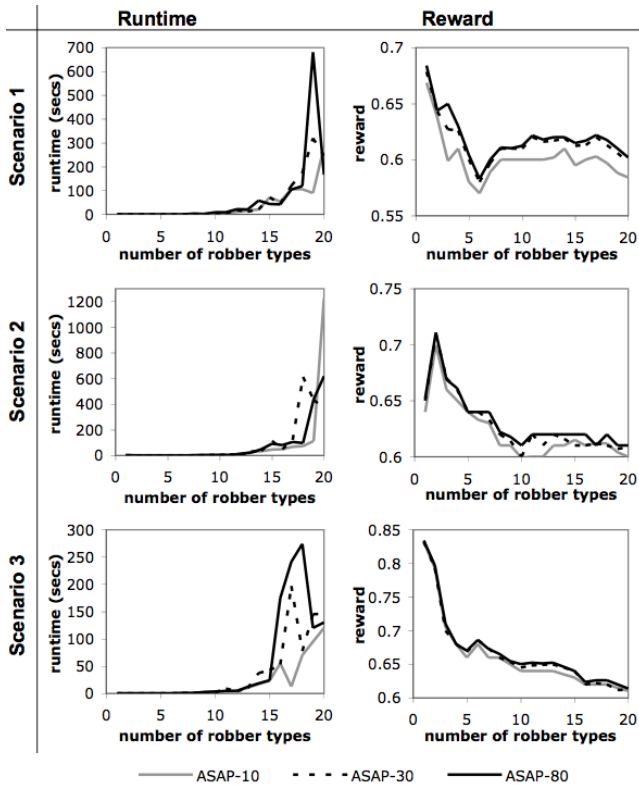 Runtime Reward
Scenario 1
runtime (secs)
700
600
500
400
300
200
100
0
0 5 10 15 20
number of robber types
reward
0.7
0.65
0.6
0.55
0 5 10 15 20
number of robber types
Scenario 2
runtime (secs)
1200
1000
800
600
400
200
0
0 5 10 15 20
number of robber types
reward
0.75
0.7
0.65
0.6
0 5 10 15 20
number of robber types
Scenario 3
runtime (secs)
300
250
200
150
100
50
0
0 5 10 15 20
number of robber types
reward
0.85
0.8
0.75
0.7
0.65
0.6
0 5 10 15 20
number of robber types
ASAP-10 ASAP-30 ASAP-80